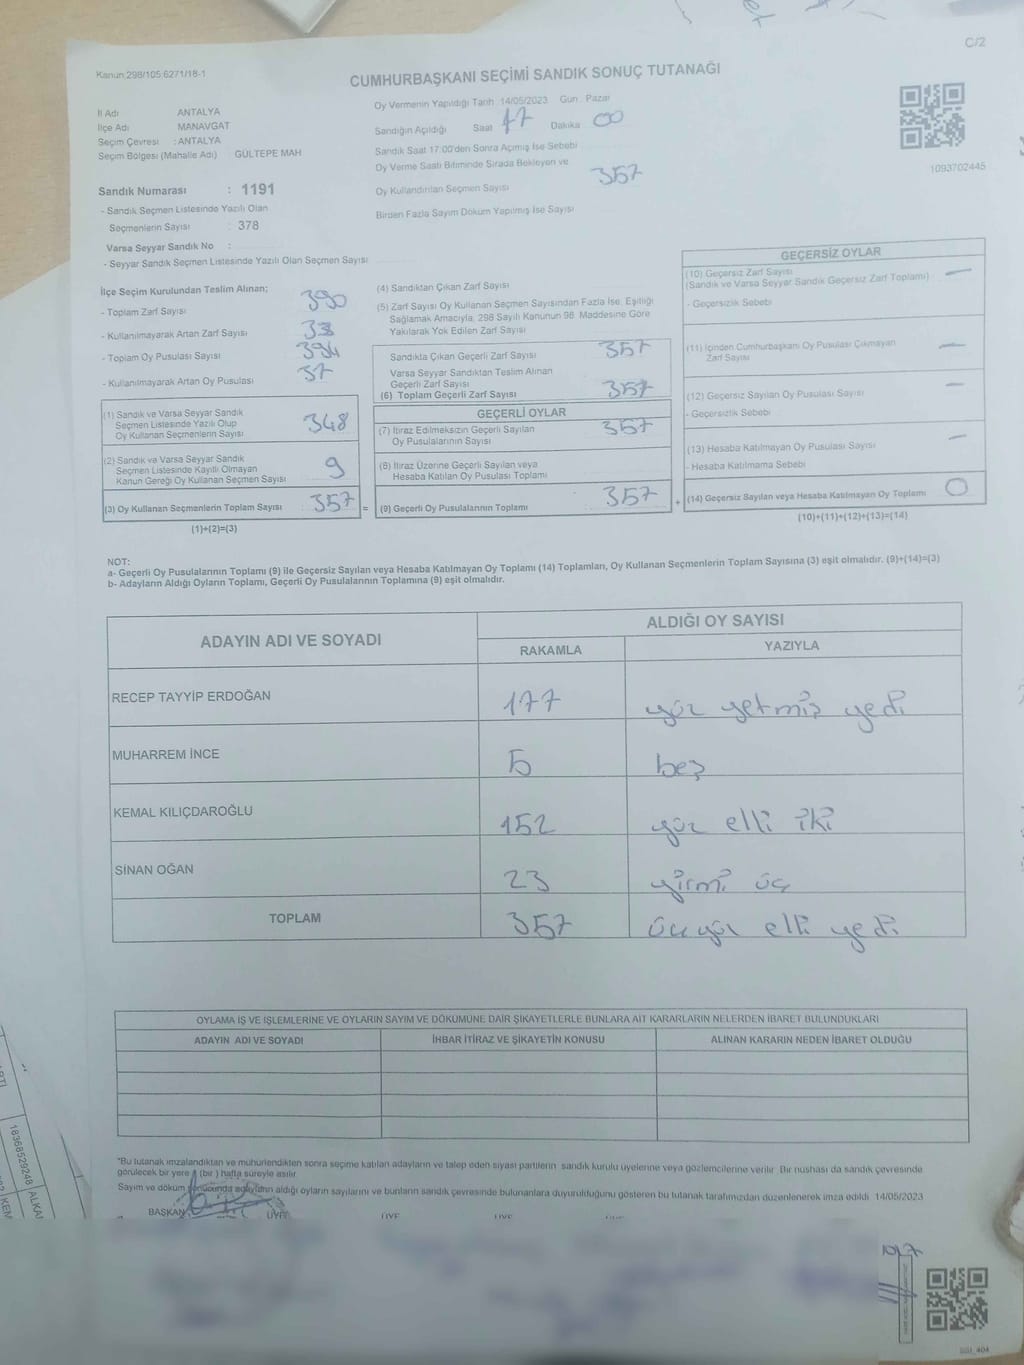 C/2
Kanun:298/105.6271/18-1
CUMHURBAŞKANI SEÇİMİ SANDIK SONUÇ TUTANAĞI
İl Adı ANTALYA
İlçe Adı MANAVGAT
Seçim Çevresi : ANTALYA
Seçim Bölgesi (Mahalle Adı) : GÜLTEPE MAH
Oy Vermenin Yapıldığı Tarih 14/05/2023 Gün : Pazar
Sandığın Açıldığı Saat 17 Dakika 00
Sandık Saat 17:00'den Sonra Açılmış İse Sebebi
Oy Verme Saati Bitiminde Sırada Bekleyen ve
Oy Kullandırılan Seçmen Sayısı 357
Birden Fazla Sayım Döküm Yapılmış İse Sayısı
1093702445
Sandık Numarası : 1191
- Sandık Seçmen Listesinde Yazılı Olan
Seçmenlerin Sayısı : 378
Varsa Seyyar Sandık No :
- Seyyar Sandık Seçmen Listesinde Yazılı Olan Seçmen Sayısı
İlçe Seçim Kurulundan Teslim Alınan;
- Toplam Zarf Sayısı 390
- Kullanılmayarak Artan Zarf Sayısı 33
- Toplam Oy Pusulası Sayısı 394
- Kullanılmayarak Artan Oy Pusulası 37
(1) Sandık ve Varsa Seyyar Sandık
Seçmen Listesinde Yazılı Olup
Oy Kullanan Seçmenlerin Sayısı 348
(2) Sandık ve Varsa Seyyar Sandık
Seçmen Listesinde Kayıtlı Olmayan
Kanun Gereği Oy Kullanan Seçmen Sayısı 9
(3) Oy Kullanan Seçmenlerin Toplam Sayısı 357 =
(1)+(2)=(3)
(4) Sandıktan Çıkan Zarf Sayısı
(5) Zarf Sayısı Oy Kullanan Seçmen Sayısından Fazla İse, Eşitliği
Sağlamak Amacıyla, 298 Sayılı Kanunun 98. Maddesine Göre
Yakılarak Yok Edilen Zarf Sayısı
Sandıkta Çıkan Geçerli Zarf Sayısı 357
Varsa Seyyar Sandıktan Teslim Alınan
Geçerli Zarf Sayısı
(6) Toplam Geçerli Zarf Sayısı 357
GEÇERLİ OYLAR
(7) İtiraz Edilmeksizin Geçerli Sayılan
Oy Pusulalarının Sayısı 357
(8) İtiraz Üzerine Geçerli Sayılan veya
Hesaba Katılan Oy Pusulası Toplamı
(9) Geçerli Oy Pusulalarının Toplamı 357 +
GEÇERSİZ OYLAR
(10) Geçersiz Zarf Sayısı —
(Sandık ve Varsa Seyyar Sandık Geçersiz Zarf Toplamı)
- Geçersizlik Sebebi
(11) İçinden Cumhurbaşkanı Oy Pusulası Çıkmayan
Zarf Sayısı —
(12) Geçersiz Sayılan Oy Pusulası Sayısı —
- Geçersizlik Sebebi
(13) Hesaba Katılmayan Oy Pusulası Sayısı —
- Hesaba Katılmama Sebebi
(14) Geçersiz Sayılan veya Hesaba Katılmayan Oy Toplamı 0
(10)+(11)+(12)+(13)=(14)
NOT:
a- Geçerli Oy Pusulalarının Toplamı (9) ile Geçersiz Sayılan veya Hesaba Katılmayan Oy Toplamı (14) Toplamları, Oy Kullanan Seçmenlerin Toplam Sayısına (3) eşit olmalıdır. (9)+(14)=(3)
b- Adayların Aldığı Oyların Toplamı, Geçerli Oy Pusulalarının Toplamına (9) eşit olmalıdır.
ADAYIN ADI VE SOYADI
ALDIĞI OY SAYISI
RAKAMLA YAZIYLA
RECEP TAYYİP ERDOĞAN 177 yüz yetmiş yedi
MUHARREM İNCE 5 beş
KEMAL KILIÇDAROĞLU 152 yüz elli iki
SİNAN OĞAN 23 yirmi üç
TOPLAM 357 üçyüz elli yedi
OYLAMA İŞ VE İŞLEMLERİNE VE OYLARIN SAYIM VE DÖKÜMÜNE DAİR ŞİKAYETLERLE BUNLARA AİT KARARLARIN NELERDEN İBARET BULUNDUKLARI
ADAYIN ADI VE SOYADI İHBAR İTİRAZ VE ŞİKAYETİN KONUSU ALINAN KARARIN NEDEN İBARET OLDUĞU
*Bu tutanak imzalandıktan ve mühürlendikten sonra seçime katılan adayların ve talep eden siyasi partilerin sandık kurulu üyelerine veya gözlemcilerine verilir. Bir nüshası da sandık çevresinde
görülecek bir yere 1 (bir ) hafta süreyle asılır.
Sayım ve döküm sonucunda adayların aldığı oyların sayılarını ve bunların sandık çevresinde bulunanlara duyurulduğunu gösteren bu tutanak tarafımızdan düzenlenerek imza edildi. 14/05/2023
BAŞKAN ÜYE ÜYE ÜYE
18368529248